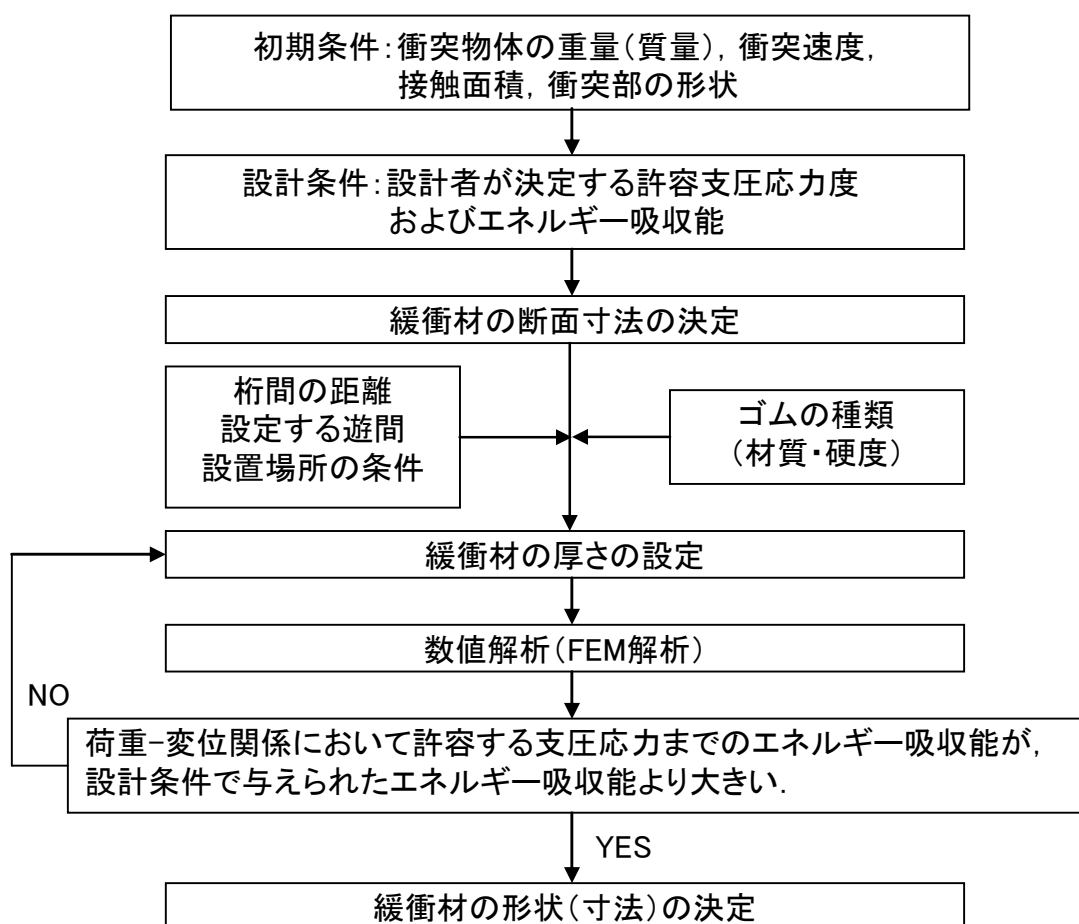 初期条件：衝突物体の重量（質量），衝突速度，
接触面積，衝突部の形状
設計条件：設計者が決定する許容支圧応力度
およびエネルギー吸収能
緩衝材の断面寸法の決定
桁間の距離
設定する遊間
設置場所の条件
ゴムの種類
（材質・硬度）
緩衝材の厚さの設定
数値解析（FEM解析）
NO
荷重−変位関係において許容する支圧応力までのエネルギー吸収能が，
設計条件で与えられたエネルギー吸収能より大きい．
YES
緩衝材の形状（寸法）の決定